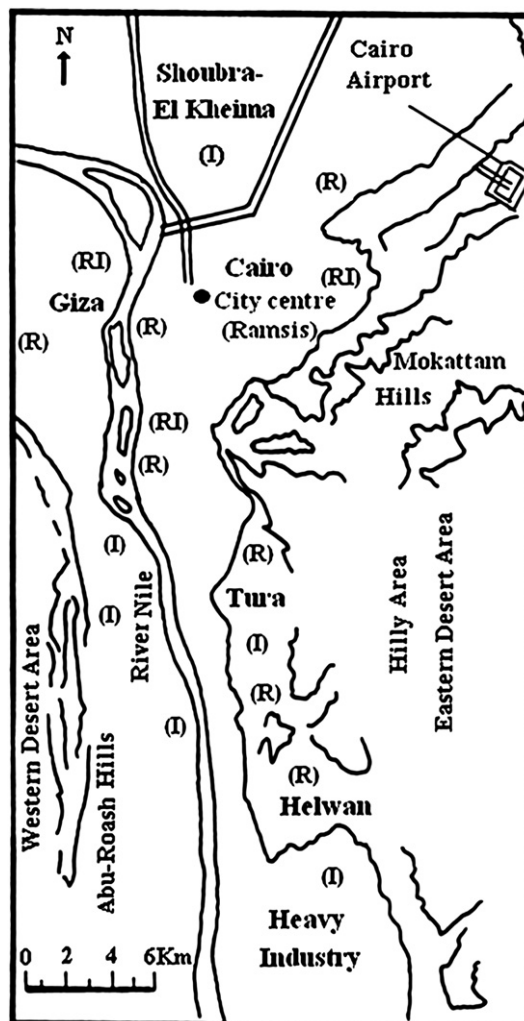 N
Shoubra-
El Kheima
(I)
Cairo
Airport
(R)
(RI)
Giza
(R)
Cairo
City centre
(Ramsis)
(RI)
(R)
Mokattam
Hills
(RI)
(R)
(I)
(R)
Tura
(I)
(I)
River Nile
(R)
(I)
(R)
Helwan
Hilly Area
Eastern Desert Area
Western Desert Area
Abu-Roash Hills
(I)
Heavy
Industry
0 2 4 6Km